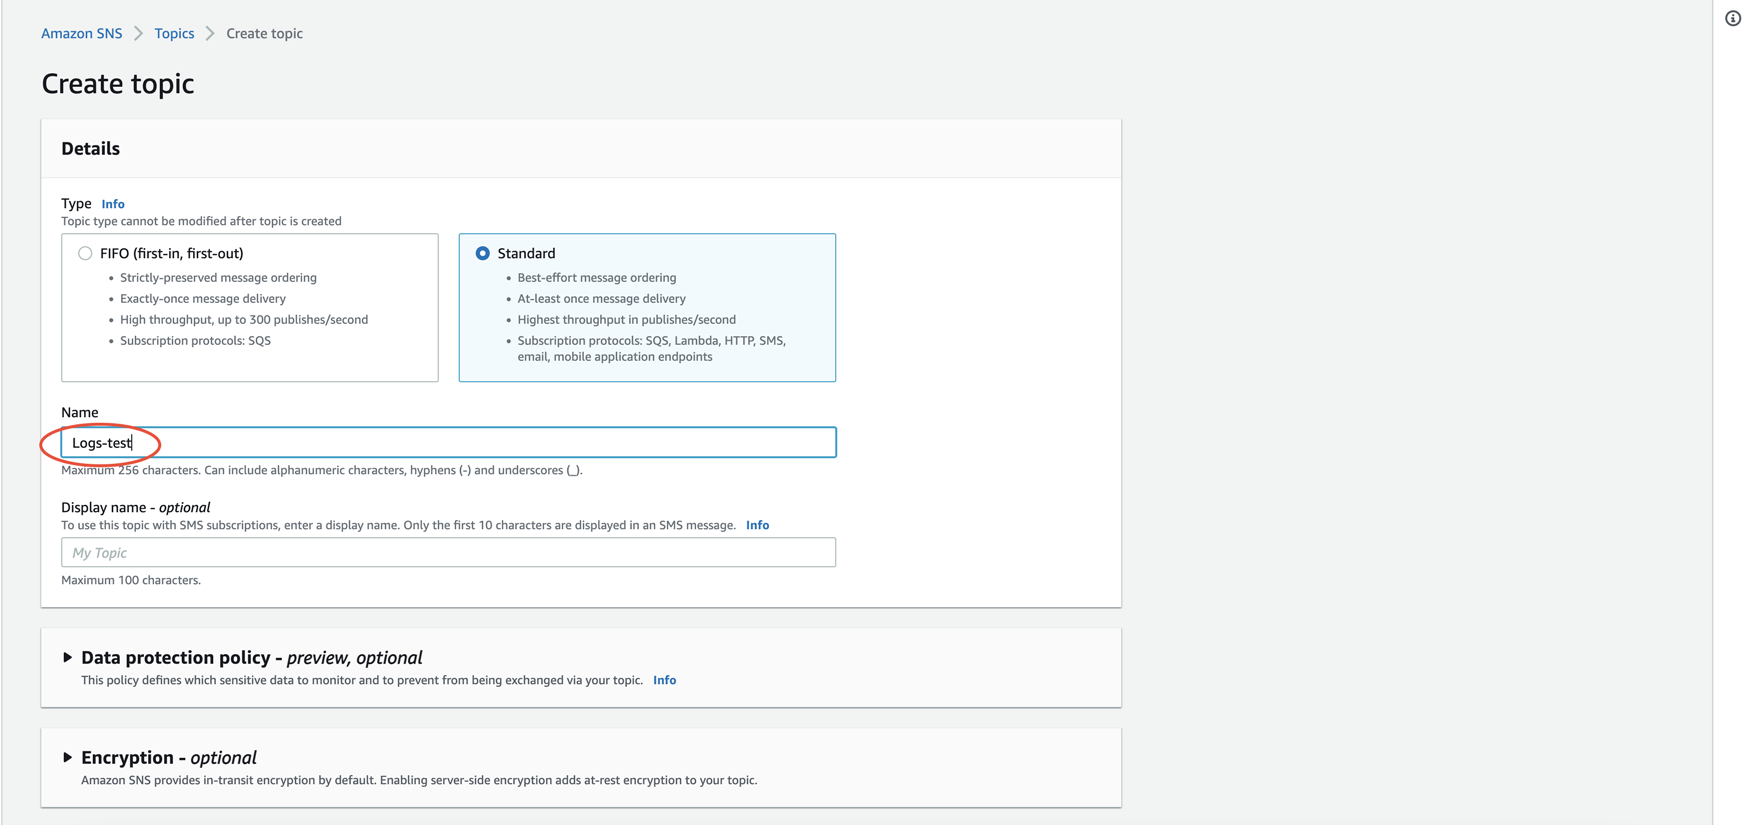 Amazon SNS > Topics > Create topic
Create topic
Details
Type Info
Topic type cannot be modified after topic is created
FIFO (first-in, first-out)
• Strictly-preserved message ordering
• Exactly-once message delivery
• High throughput, up to 300 publishes/second
• Subscription protocols: SQS
Standard
• Best-effort message ordering
• At-least once message delivery
• Highest throughput in publishes/second
• Subscription protocols: SQS, Lambda, HTTP, SMS,
email, mobile application endpoints
Name
Logs-test
Maximum 256 characters. Can include alphanumeric characters, hyphens (-) and underscores (_).
Display name - optional
To use this topic with SMS subscriptions, enter a display name. Only the first 10 characters are displayed in an SMS message. Info
My Topic
Maximum 100 characters.
Data protection policy - preview, optional
This policy defines which sensitive data to monitor and to prevent from being exchanged via your topic. Info
Encryption - optional
Amazon SNS provides in-transit encryption by default. Enabling server-side encryption adds at-rest encryption to your topic.